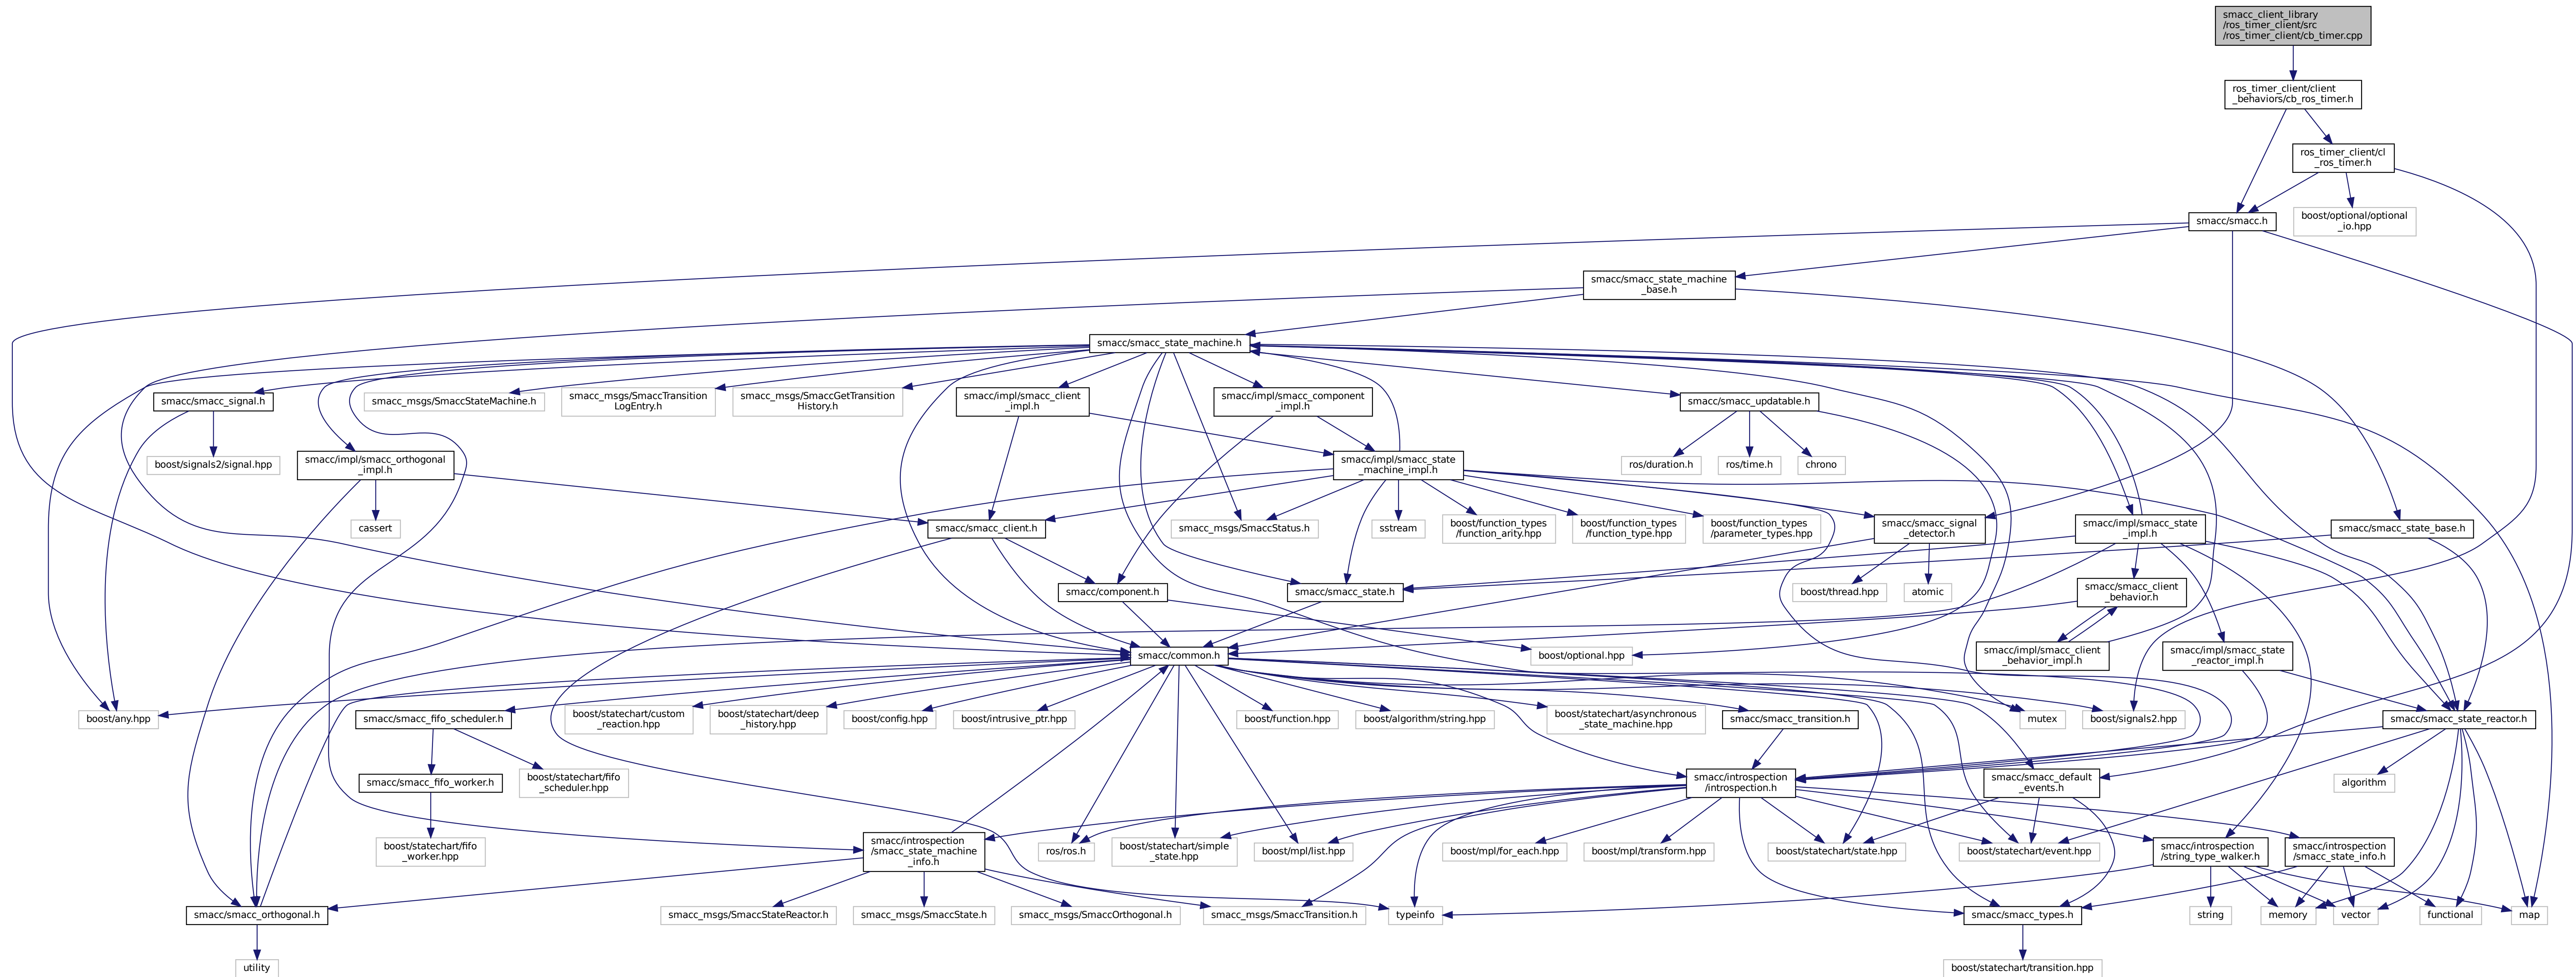 smacc_client_library
/ros_timer_client/src
/ros_timer_client/cb_timer.cpp
ros_timer_client/client
_behaviors/cb_ros_timer.h
ros_timer_client/cl
_ros_timer.h
smacc/smacc.h
boost/optional/optional
_io.hpp
smacc/smacc_state_machine
_base.h
smacc/smacc_state_machine.h
smacc/smacc_signal.h
smacc_msgs/SmaccStateMachine.h
smacc_msgs/SmaccTransition
LogEntry.h
smacc_msgs/SmaccGetTransition
History.h
smacc/impl/smacc_client
_impl.h
smacc/impl/smacc_component
_impl.h
smacc/smacc_updatable.h
boost/signals2/signal.hpp
smacc/impl/smacc_orthogonal
_impl.h
smacc/impl/smacc_state
_machine_impl.h
ros/duration.h
ros/time.h
chrono
cassert
smacc/smacc_client.h
smacc_msgs/SmaccStatus.h
sstream
boost/function_types
/function_arity.hpp
boost/function_types
/function_type.hpp
boost/function_types
/parameter_types.hpp
smacc/smacc_signal
_detector.h
smacc/impl/smacc_state
_impl.h
smacc/smacc_state_base.h
smacc/component.h
smacc/smacc_state.h
boost/thread.hpp
atomic
smacc/smacc_client
_behavior.h
smacc/common.h
boost/optional.hpp
smacc/impl/smacc_client
_behavior_impl.h
smacc/impl/smacc_state
_reactor_impl.h
boost/any.hpp
smacc/smacc_fifo_scheduler.h
boost/statechart/custom
_reaction.hpp
boost/statechart/deep
_history.hpp
boost/config.hpp
boost/intrusive_ptr.hpp
boost/function.hpp
boost/algorithm/string.hpp
boost/statechart/asynchronous
_state_machine.hpp
smacc/smacc_transition.h
mutex
boost/signals2.hpp
smacc/smacc_state_reactor.h
smacc/smacc_fifo_worker.h
boost/statechart/fifo
_scheduler.hpp
smacc/introspection
/introspection.h
smacc/smacc_default
_events.h
algorithm
boost/statechart/fifo
_worker.hpp
smacc/introspection
/smacc_state_machine
_info.h
ros/ros.h
boost/statechart/simple
_state.hpp
boost/mpl/list.hpp
boost/mpl/for_each.hpp
boost/mpl/transform.hpp
boost/statechart/state.hpp
boost/statechart/event.hpp
smacc/introspection
/string_type_walker.h
smacc/introspection
/smacc_state_info.h
smacc/smacc_orthogonal.h
smacc_msgs/SmaccStateReactor.h
smacc_msgs/SmaccState.h
smacc_msgs/SmaccOrthogonal.h
smacc_msgs/SmaccTransition.h
typeinfo
smacc/smacc_types.h
string
memory
vector
functional
map
utility
boost/statechart/transition.hpp